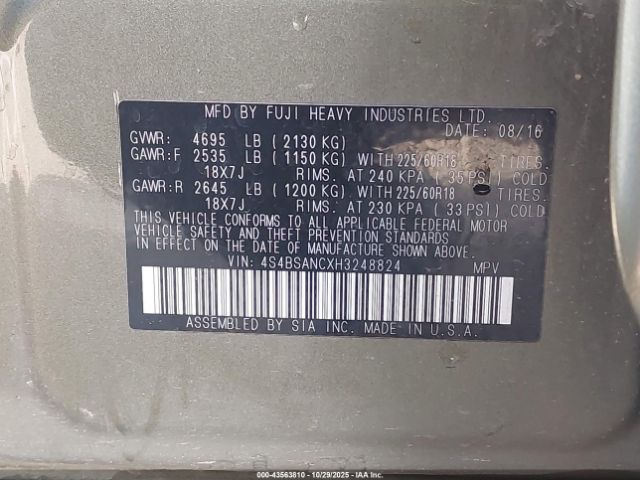 MFD BY FUJI HEAVY INDUSTRIES LTD.
DATE: 08/16
GVWR: 4695 LB (2130 KG)
GAWR:F 2535 LB (1150 KG) WITH 225/60R18 TIRES.
18X7J RIMS. AT 240 KPA (35 PSI) COLD
GAWR:R 2645 LB (1200 KG) WITH 225/60R18 TIRES.
18X7J RIMS. AT 230 KPA (33 PSI) COLD
THIS VEHICLE CONFORMS TO ALL APPLICABLE FEDERAL MOTOR
VEHICLE SAFETY AND THEFT PREVENTION STANDARDS
IN EFFECT ON THE DATE OF MANUFACTURE SHOWN ABOVE.
VIN: 4S4BSANCXH3248824 MPV
ASSEMBLED BY SIA INC. MADE IN U.S.A.
000-43563810 - 10/29/2025 - IAAI.COM